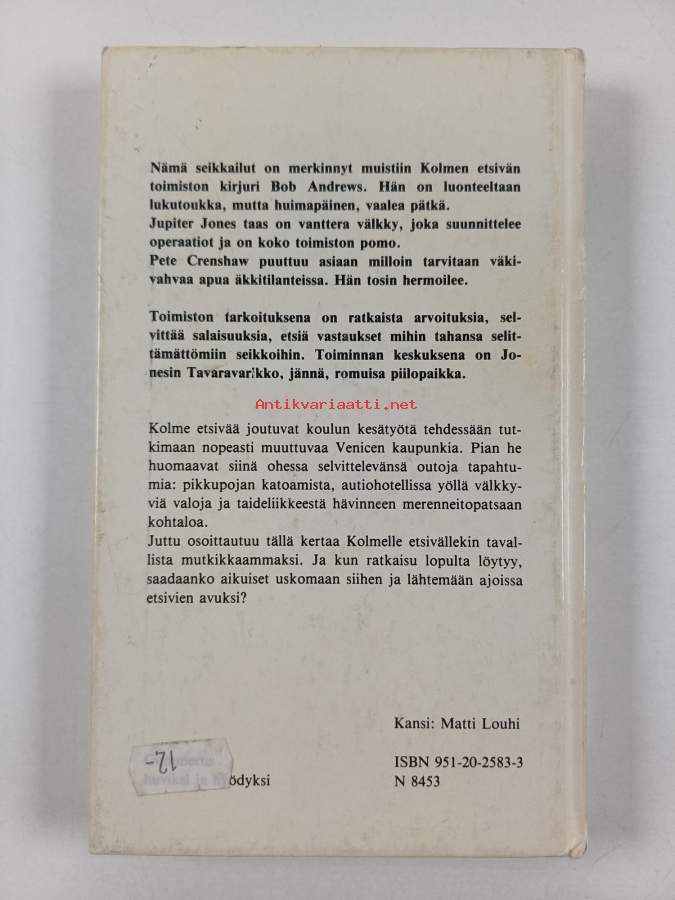 Nämä seikkailut on merkinnyt muistiin Kolmen etsivän
toimiston kirjuri Bob Andrews. Hän on luonteeltaan
lukutoukka, mutta huimapäinen, vaalea pätkä.
Jupiter Jones taas on vanttera välkky, joka suunnittelee
operaatiot ja on koko toimiston pomo.
Pete Crenshaw puuttuu asiaan milloin tarvitaan väki-
vahvaa apua äkkitilanteissa. Hän tosin hermoilee.
Toimiston tarkoituksena on ratkaista arvoituksia, sel-
vittää salaisuuksia, etsiä vastaukset mihin tahansa selit-
tämättömiin seikkoihin. Toiminnan keskuksena on Jo-
nesin Tavaravarikko, jännä, romuisa piilopaikka.
Antikvariaatti.net
Kolme etsivää joutuvat koulun kesätyötä tehdessään tut-
kimaan nopeasti muuttuvaa Venicen kaupunkia. Pian he
huomaavat siinä ohessa selvittelevänsä outoja tapahtu-
mia: pikkupojan katoamista, autiohotellissa yöllä välkky-
viä valoja ja taideliikkeestä hävinneen merenneitopatsaan
kohtaloa.
Juttu osoittautuu tällä kertaa Kolmelle etsivällekin taval-
lista mutkikkaammaksi. Ja kun ratkaisu lopulta löytyy,
saadaanko aikuiset uskomaan siihen ja lähtemään ajoissa
etsivien avuksi?
Kansi: Matti Louhi
12,-
ödyksi
ISBN 951-20-2583-3
N 8453